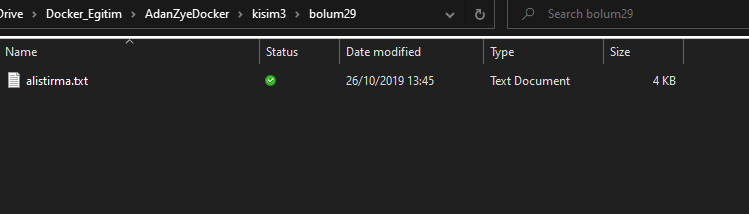 Drive > Docker_Egitim > AdanZyeDocker > kisim3 > bolum29 Search bolum29
Name Status Date modified Type Size
alistirma.txt 26/10/2019 13:45 Text Document 4 KB